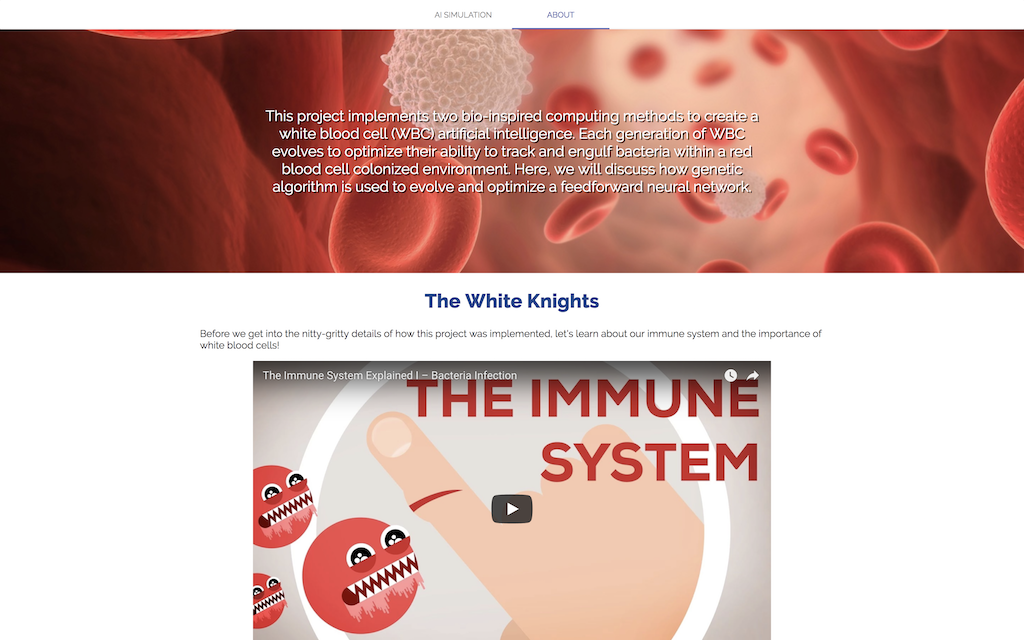 AI SIMULATION
ABOUT
This project implements two bio-inspired computing methods to create a
white blood cell (WBC) artificial intelligence. Each generation of WBC
evolves to optimize their ability to track and engulf bacteria within a red
blood cell colonized environment. Here, we will discuss how genetic
algorithm is used to evolve and optimize a feedforward neural network.
The White Knights
Before we get into the nitty-gritty details of how this project was implemented, let's learn about our immune system and the importance of
white blood cells!
The Immune System Explained I – Bacteria Infection
THE IMMUNE
SYSTEM